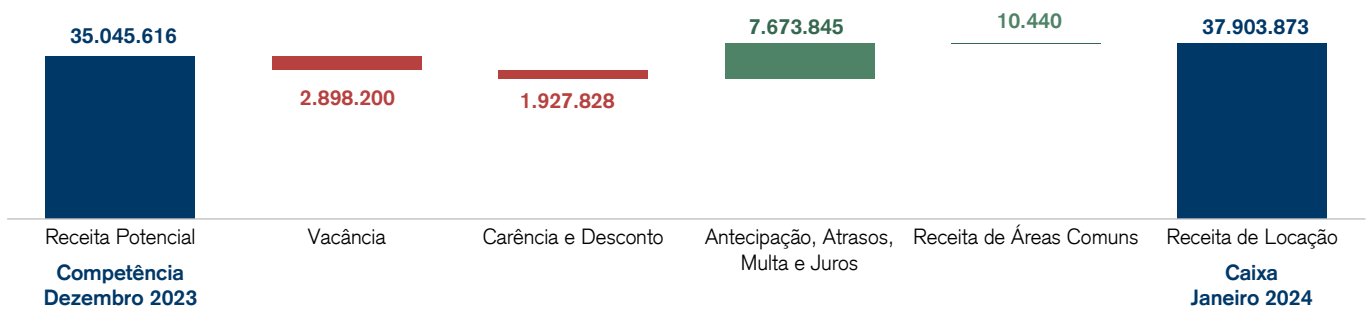 35.045.616
2.898.200
1.927.828
7.673.845
10.440
37.903.873
Receita Potencial
Vacância
Carência e Desconto
Antecipação, Atrasos,
Multa e Juros
Receita de Áreas Comuns
Receita de Locação
Competência
Dezembro 2023
Caixa
Janeiro 2024